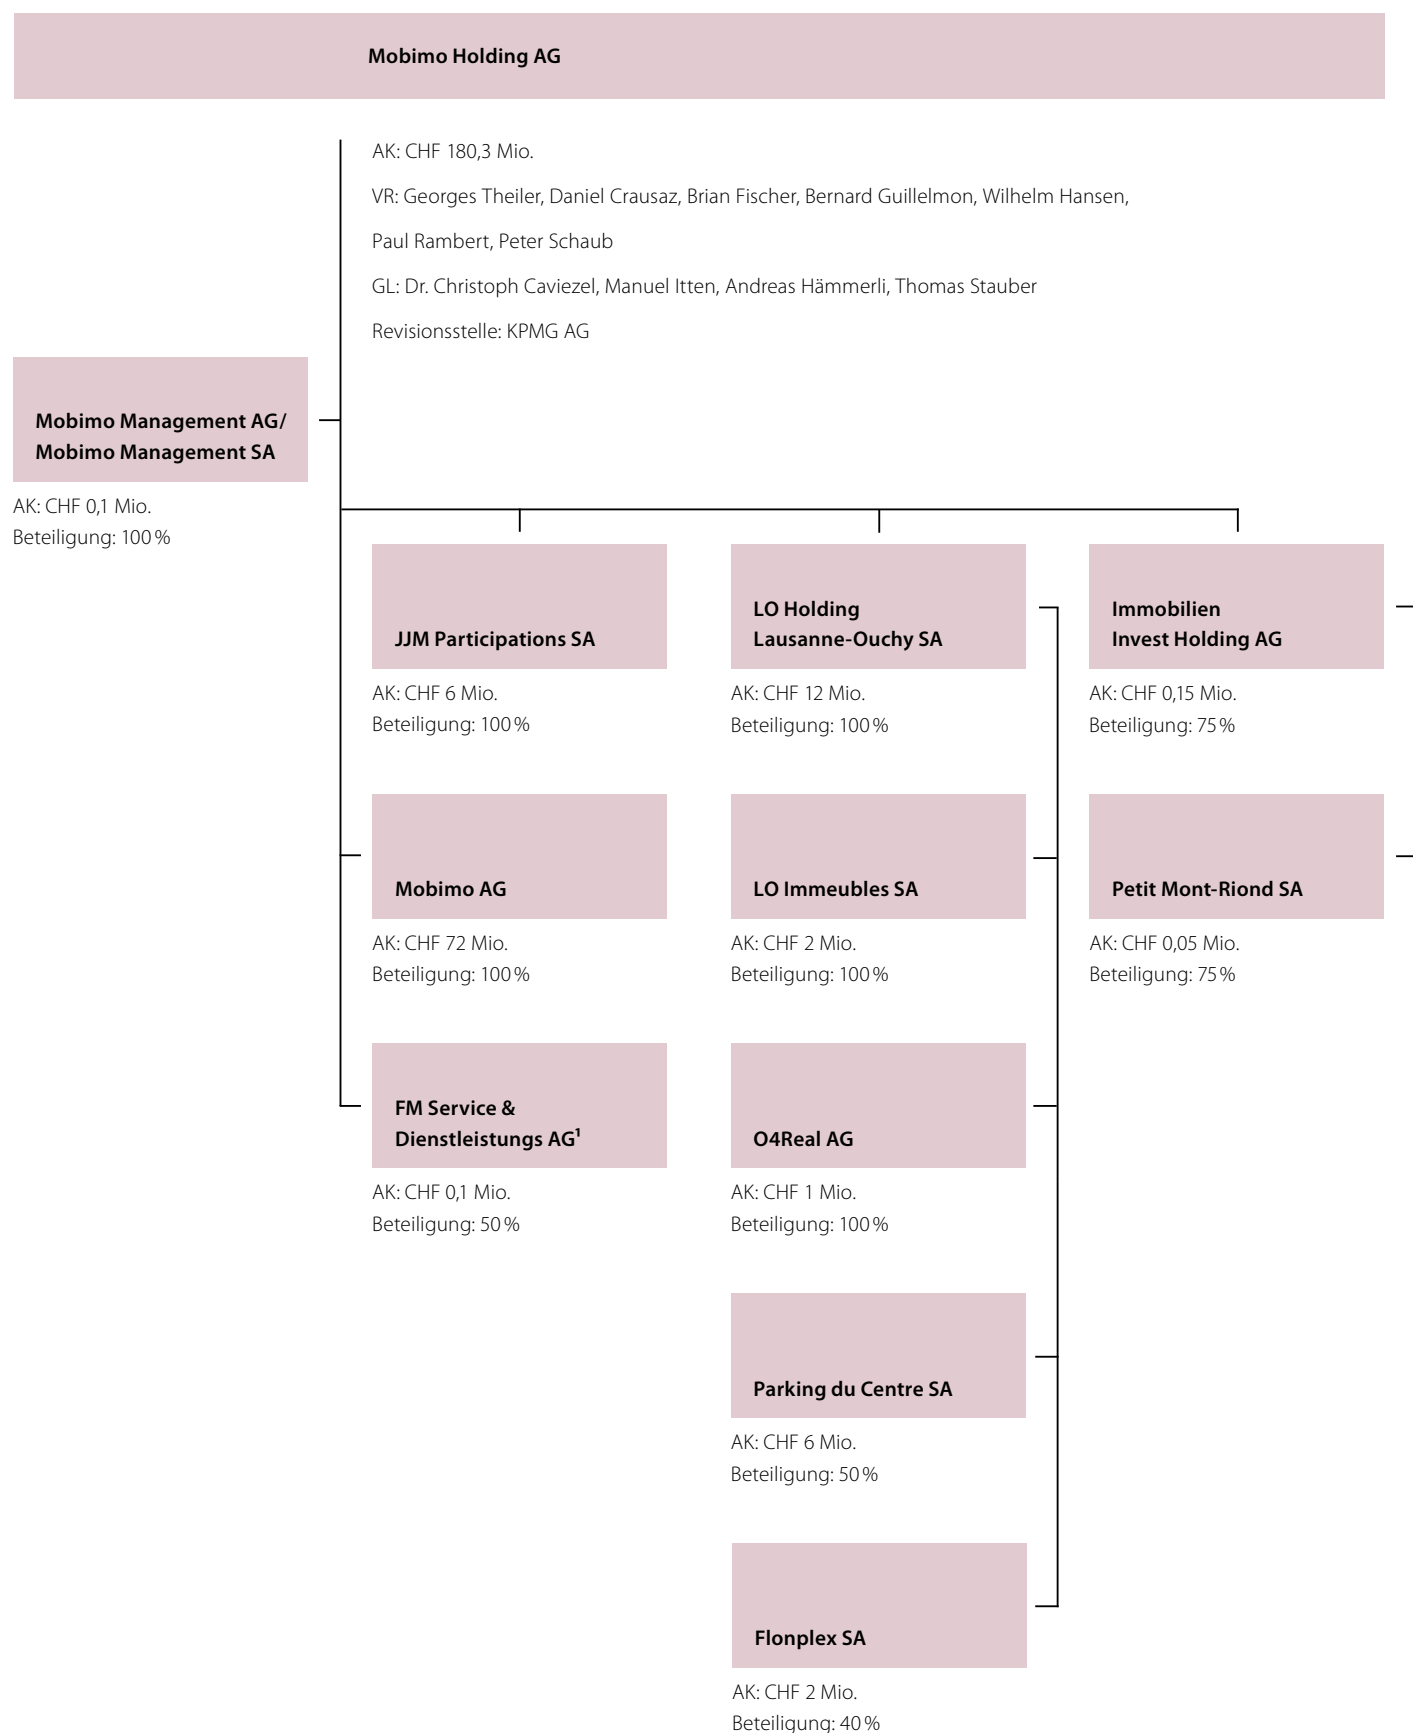 Mobimo Holding AG
AK: CHF 180,3 Mio.
VR: Georges Theiler, Daniel Crausaz, Brian Fischer, Bernard Guillelmon, Wilhelm Hansen,
Paul Rambert, Peter Schaub
GL: Dr. Christoph Caviezel, Manuel Itten, Andreas Hämmerli, Thomas Stauber
Revisionsstelle: KPMG AG
Mobimo Management AG/
Mobimo Management SA
AK: CHF 0,1 Mio.
Beteiligung: 100%
JJM Participations SA
AK: CHF 6 Mio.
Beteiligung: 100%
LO Holding
Lausanne-Ouchy SA
AK: CHF 12 Mio.
Beteiligung: 100%
Immobilien
Invest Holding AG
AK: CHF 0,15 Mio.
Beteiligung: 75%
Mobimo AG
AK: CHF 72 Mio.
Beteiligung: 100%
LO Immeubles SA
AK: CHF 2 Mio.
Beteiligung: 100%
Petit Mont-Riond SA
AK: CHF 0,05 Mio.
Beteiligung: 75%
FM Service &
Dienstleistungs AG¹
AK: CHF 0,1 Mio.
Beteiligung: 50%
O4Real AG
AK: CHF 1 Mio.
Beteiligung: 100%
Parking du Centre SA
AK: CHF 6 Mio.
Beteiligung: 50%
Flonplex SA
AK: CHF 2 Mio.
Beteiligung: 40%